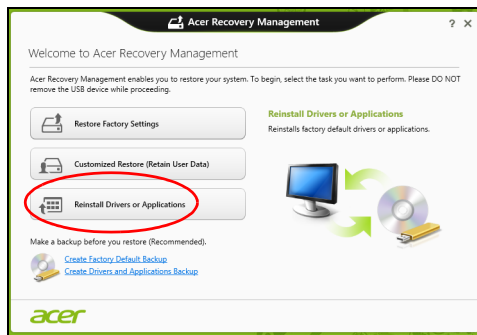 Acer Recovery Management
? ×
Welcome to Acer Recovery Management
Acer Recovery Management enables you to restore your system. To begin, select the task you want to perform. Please DO NOT
remove the USB device while proceeding.
Restore Factory Settings
Customized Restore (Retain User Data)
Reinstall Drivers or Applications
Reinstall Drivers or Applications
Reinstalls factory default drivers or applications.
Make a backup before you restore (Recommended).
Create Factory Default Backup
Create Drivers and Applications Backup
acer